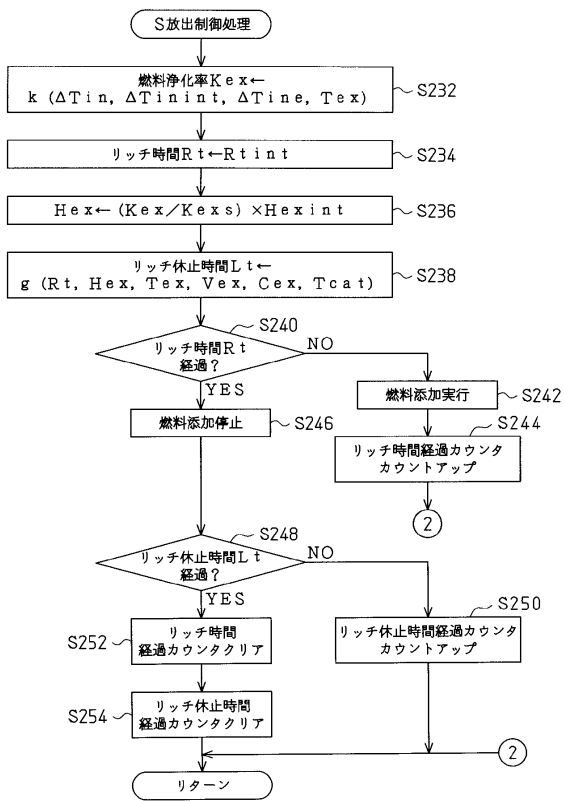 S放出制御処理
燃料浄化率Kex←
k (ΔTin, ΔTinint, ΔTine, Tex)
S232
リッチ時間Rt←Rtint
S234
Hex←(Kex/Kexs)×Hexint
S236
リッチ休止時間Lt←
g (Rt, Hex, Tex, Vex, Cex, Tcat)
S238
S240
リッチ時間Rt
経過?
NO
YES
燃料添加実行
S242
燃料添加停止
S246
S244
リッチ時間経過カウンタ
カウントアップ
2
S248
リッチ休止時間Lt
経過?
NO
YES
S250
リッチ休止時間経過カウンタ
カウントアップ
S252
リッチ時間
経過カウンタクリア
S254
リッチ休止時間
経過カウンタクリア
2
リターン